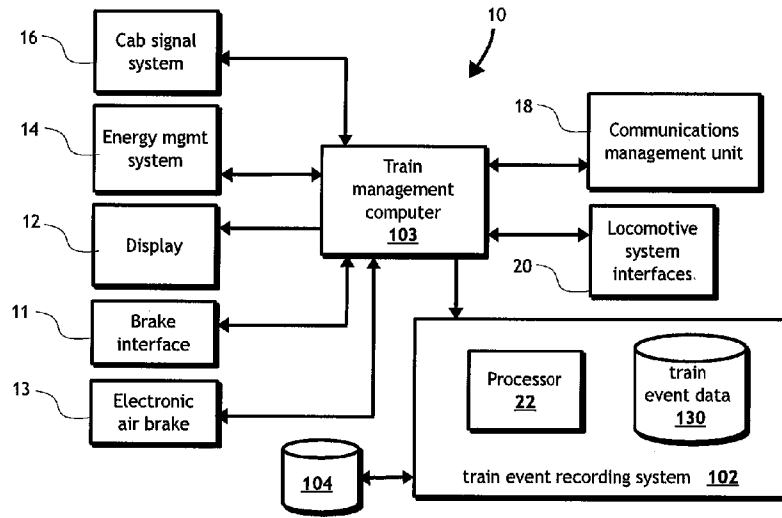 10
16
Cab signal
system
14
Energy mgmt
system
12
Display
11
Brake
interface
13
Electronic
air brake
Train
management
computer
103
18
Communications
management unit
20
Locomotive
system
interfaces
Processor
22
train
event data
130
train event recording system 102
104